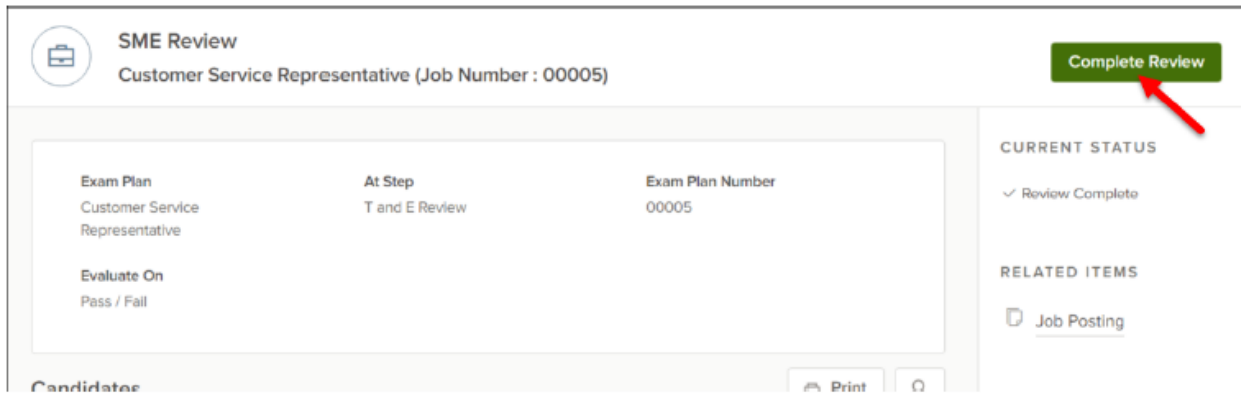 SME Review
Customer Service Representative (Job Number : 00005)
Complete Review
Exam Plan
Customer Service
Representative
At Step
T and E Review
Exam Plan Number
00005
Evaluate On
Pass / Fail
CURRENT STATUS
Review Complete
RELATED ITEMS
Job Posting
Candidates
Print